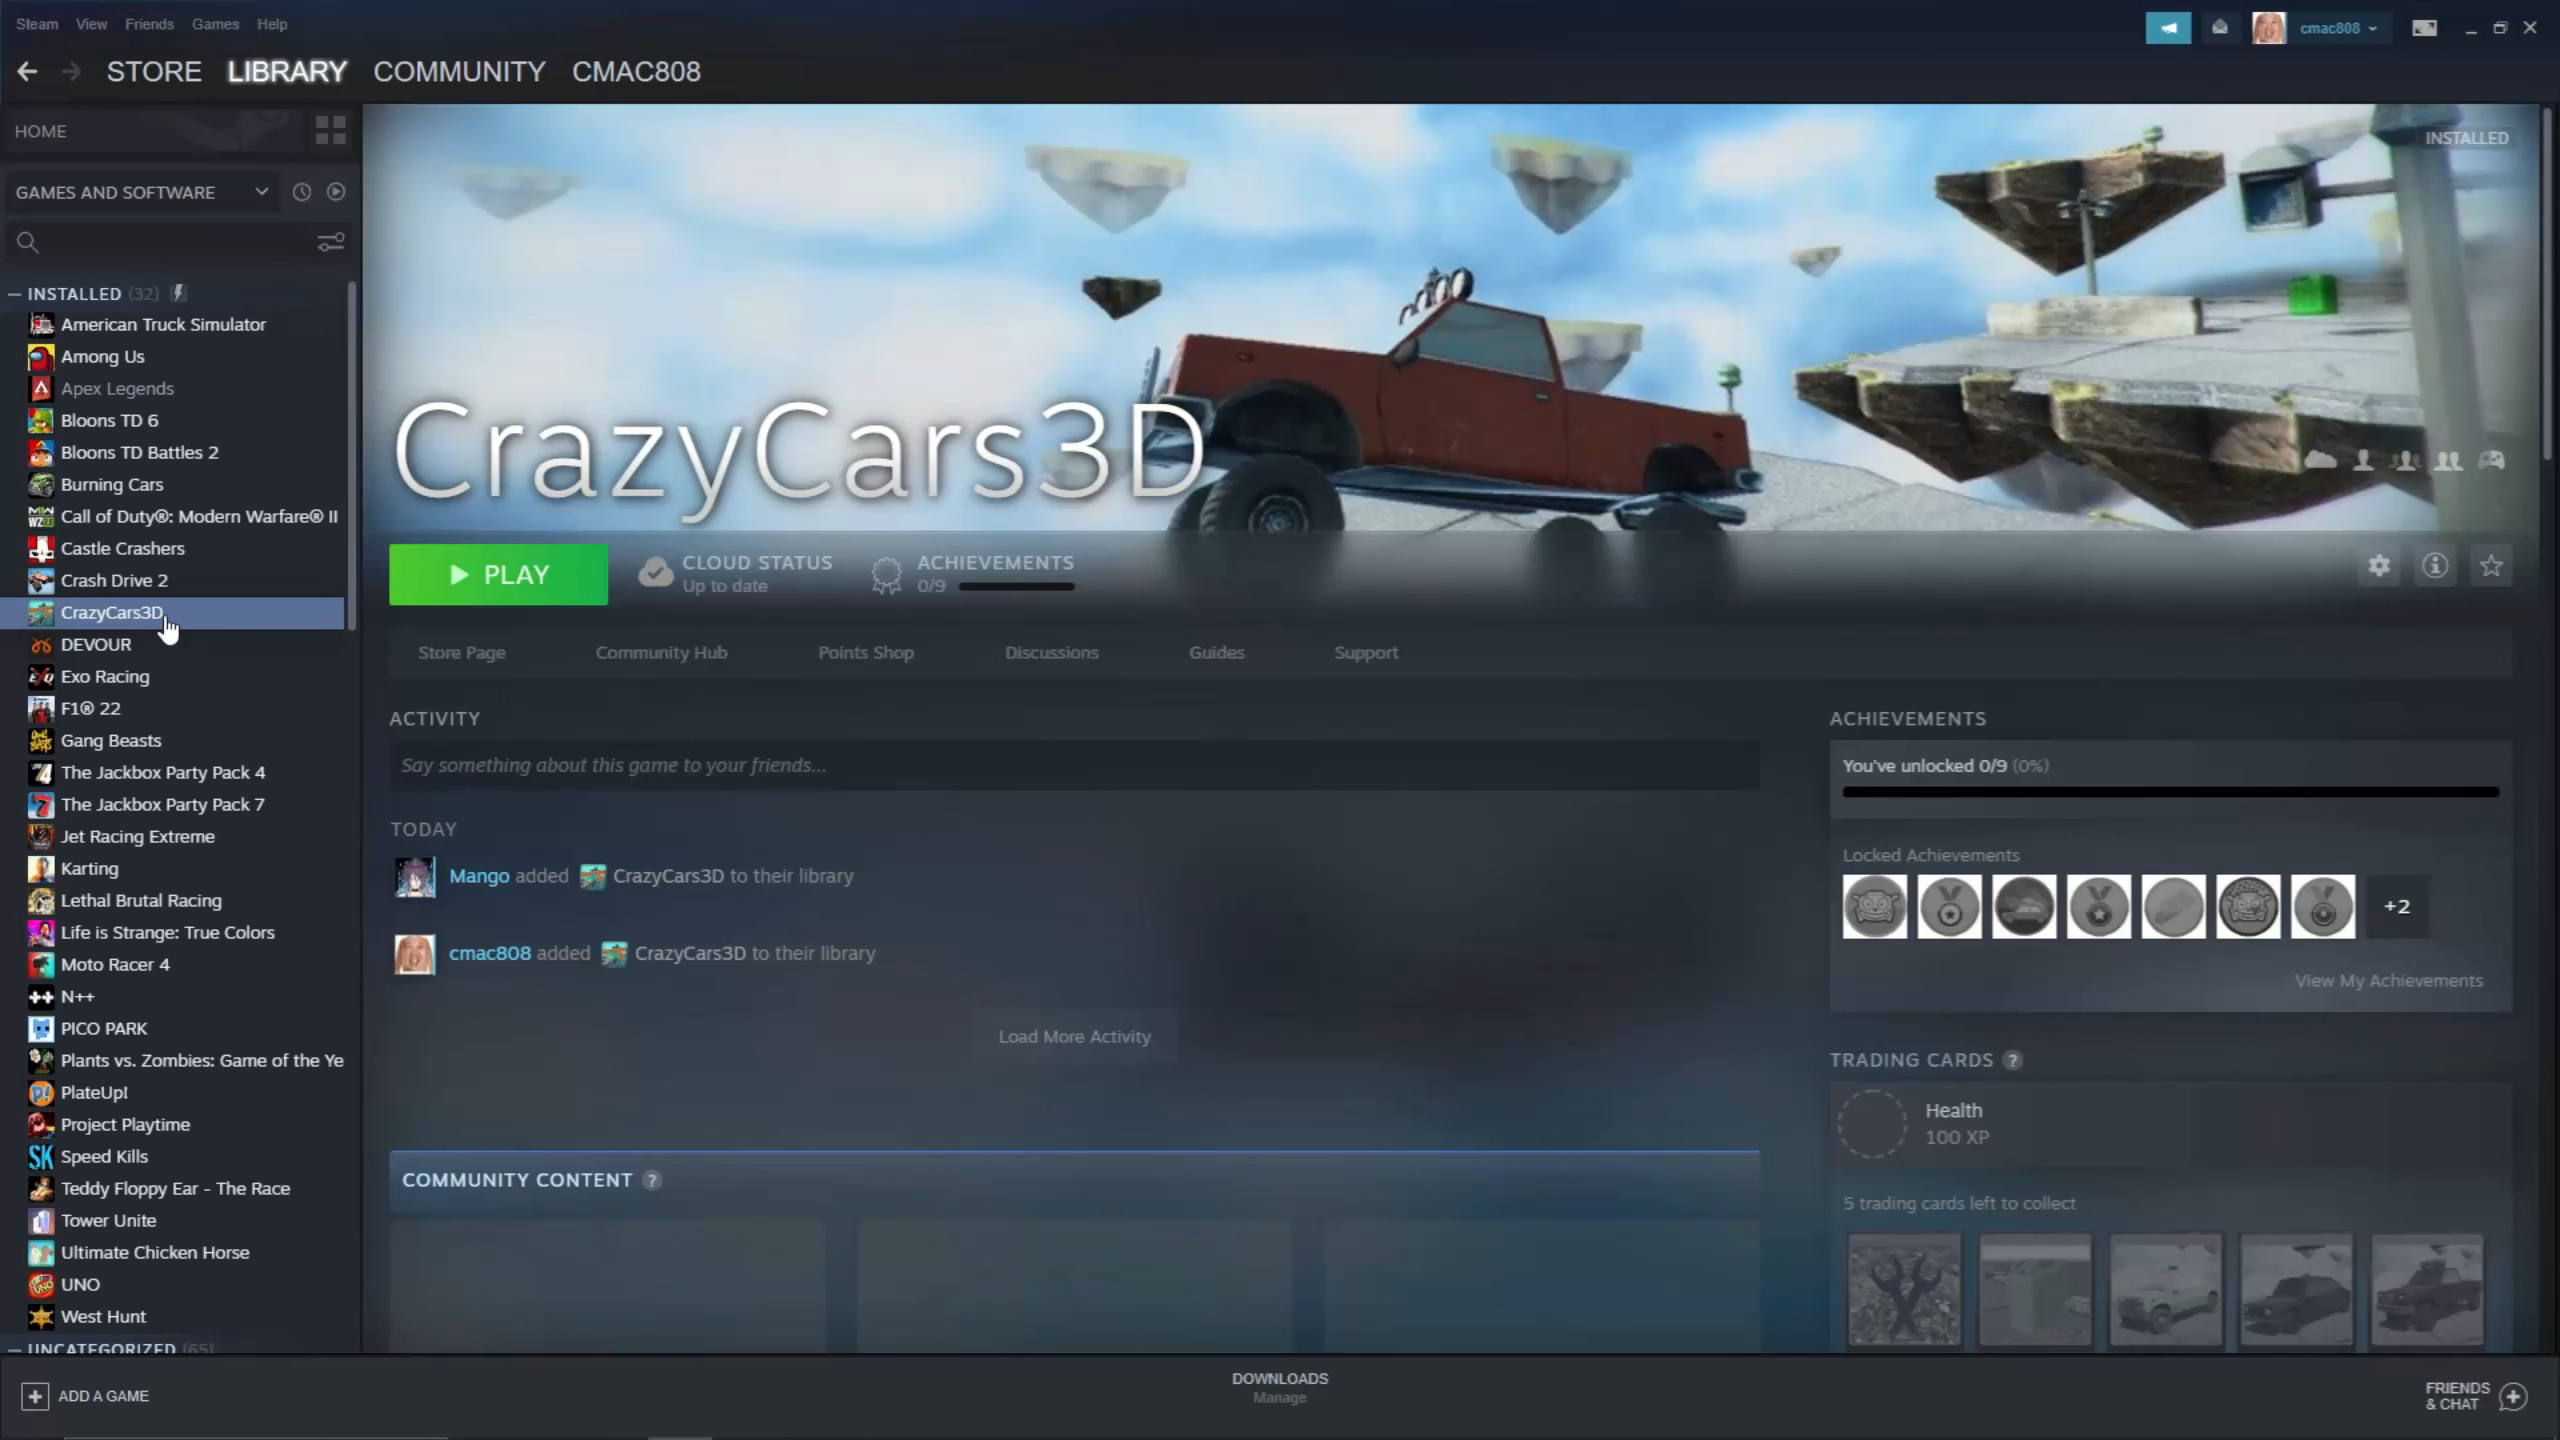 Steam View Friends Games Help
cmac808
STORE LIBRARY COMMUNITY CMAC808
HOME
GAMES AND SOFTWARE
INSTALLED (32)
American Truck Simulator
Among Us
Apex Legends
Bloons TD 6
Bloons TD Battles 2
Burning Cars
Call of Duty®: Modern Warfare® II
Castle Crashers
Crash Drive 2
CrazyCars3D
DEVOUR
Exo Racing
F1® 22
Gang Beasts
The Jackbox Party Pack 4
The Jackbox Party Pack 7
Jet Racing Extreme
Karting
Lethal Brutal Racing
Life is Strange: True Colors
Moto Racer 4
N++
PICO PARK
Plants vs. Zombies: Game of the Ye
PlateUp!
Project Playtime
Speed Kills
Teddy Floppy Ear - The Race
Tower Unite
Ultimate Chicken Horse
UNO
West Hunt
UNCATEGORIZED (65)
INSTALLED
CrazyCars3D
PLAY
CLOUD STATUS
Up to date
ACHIEVEMENTS
0/9
Store Page Community Hub Points Shop Discussions Guides Support
ACTIVITY
Say something about this game to your friends...
TODAY
Mango added CrazyCars3D to their library
cmac808 added CrazyCars3D to their library
Load More Activity
COMMUNITY CONTENT ?
ACHIEVEMENTS
You've unlocked 0/9 (0%)
Locked Achievements
+2
View My Achievements
TRADING CARDS ?
Health
100 XP
5 trading cards left to collect
ADD A GAME
DOWNLOADS
Manage
FRIENDS
& CHAT